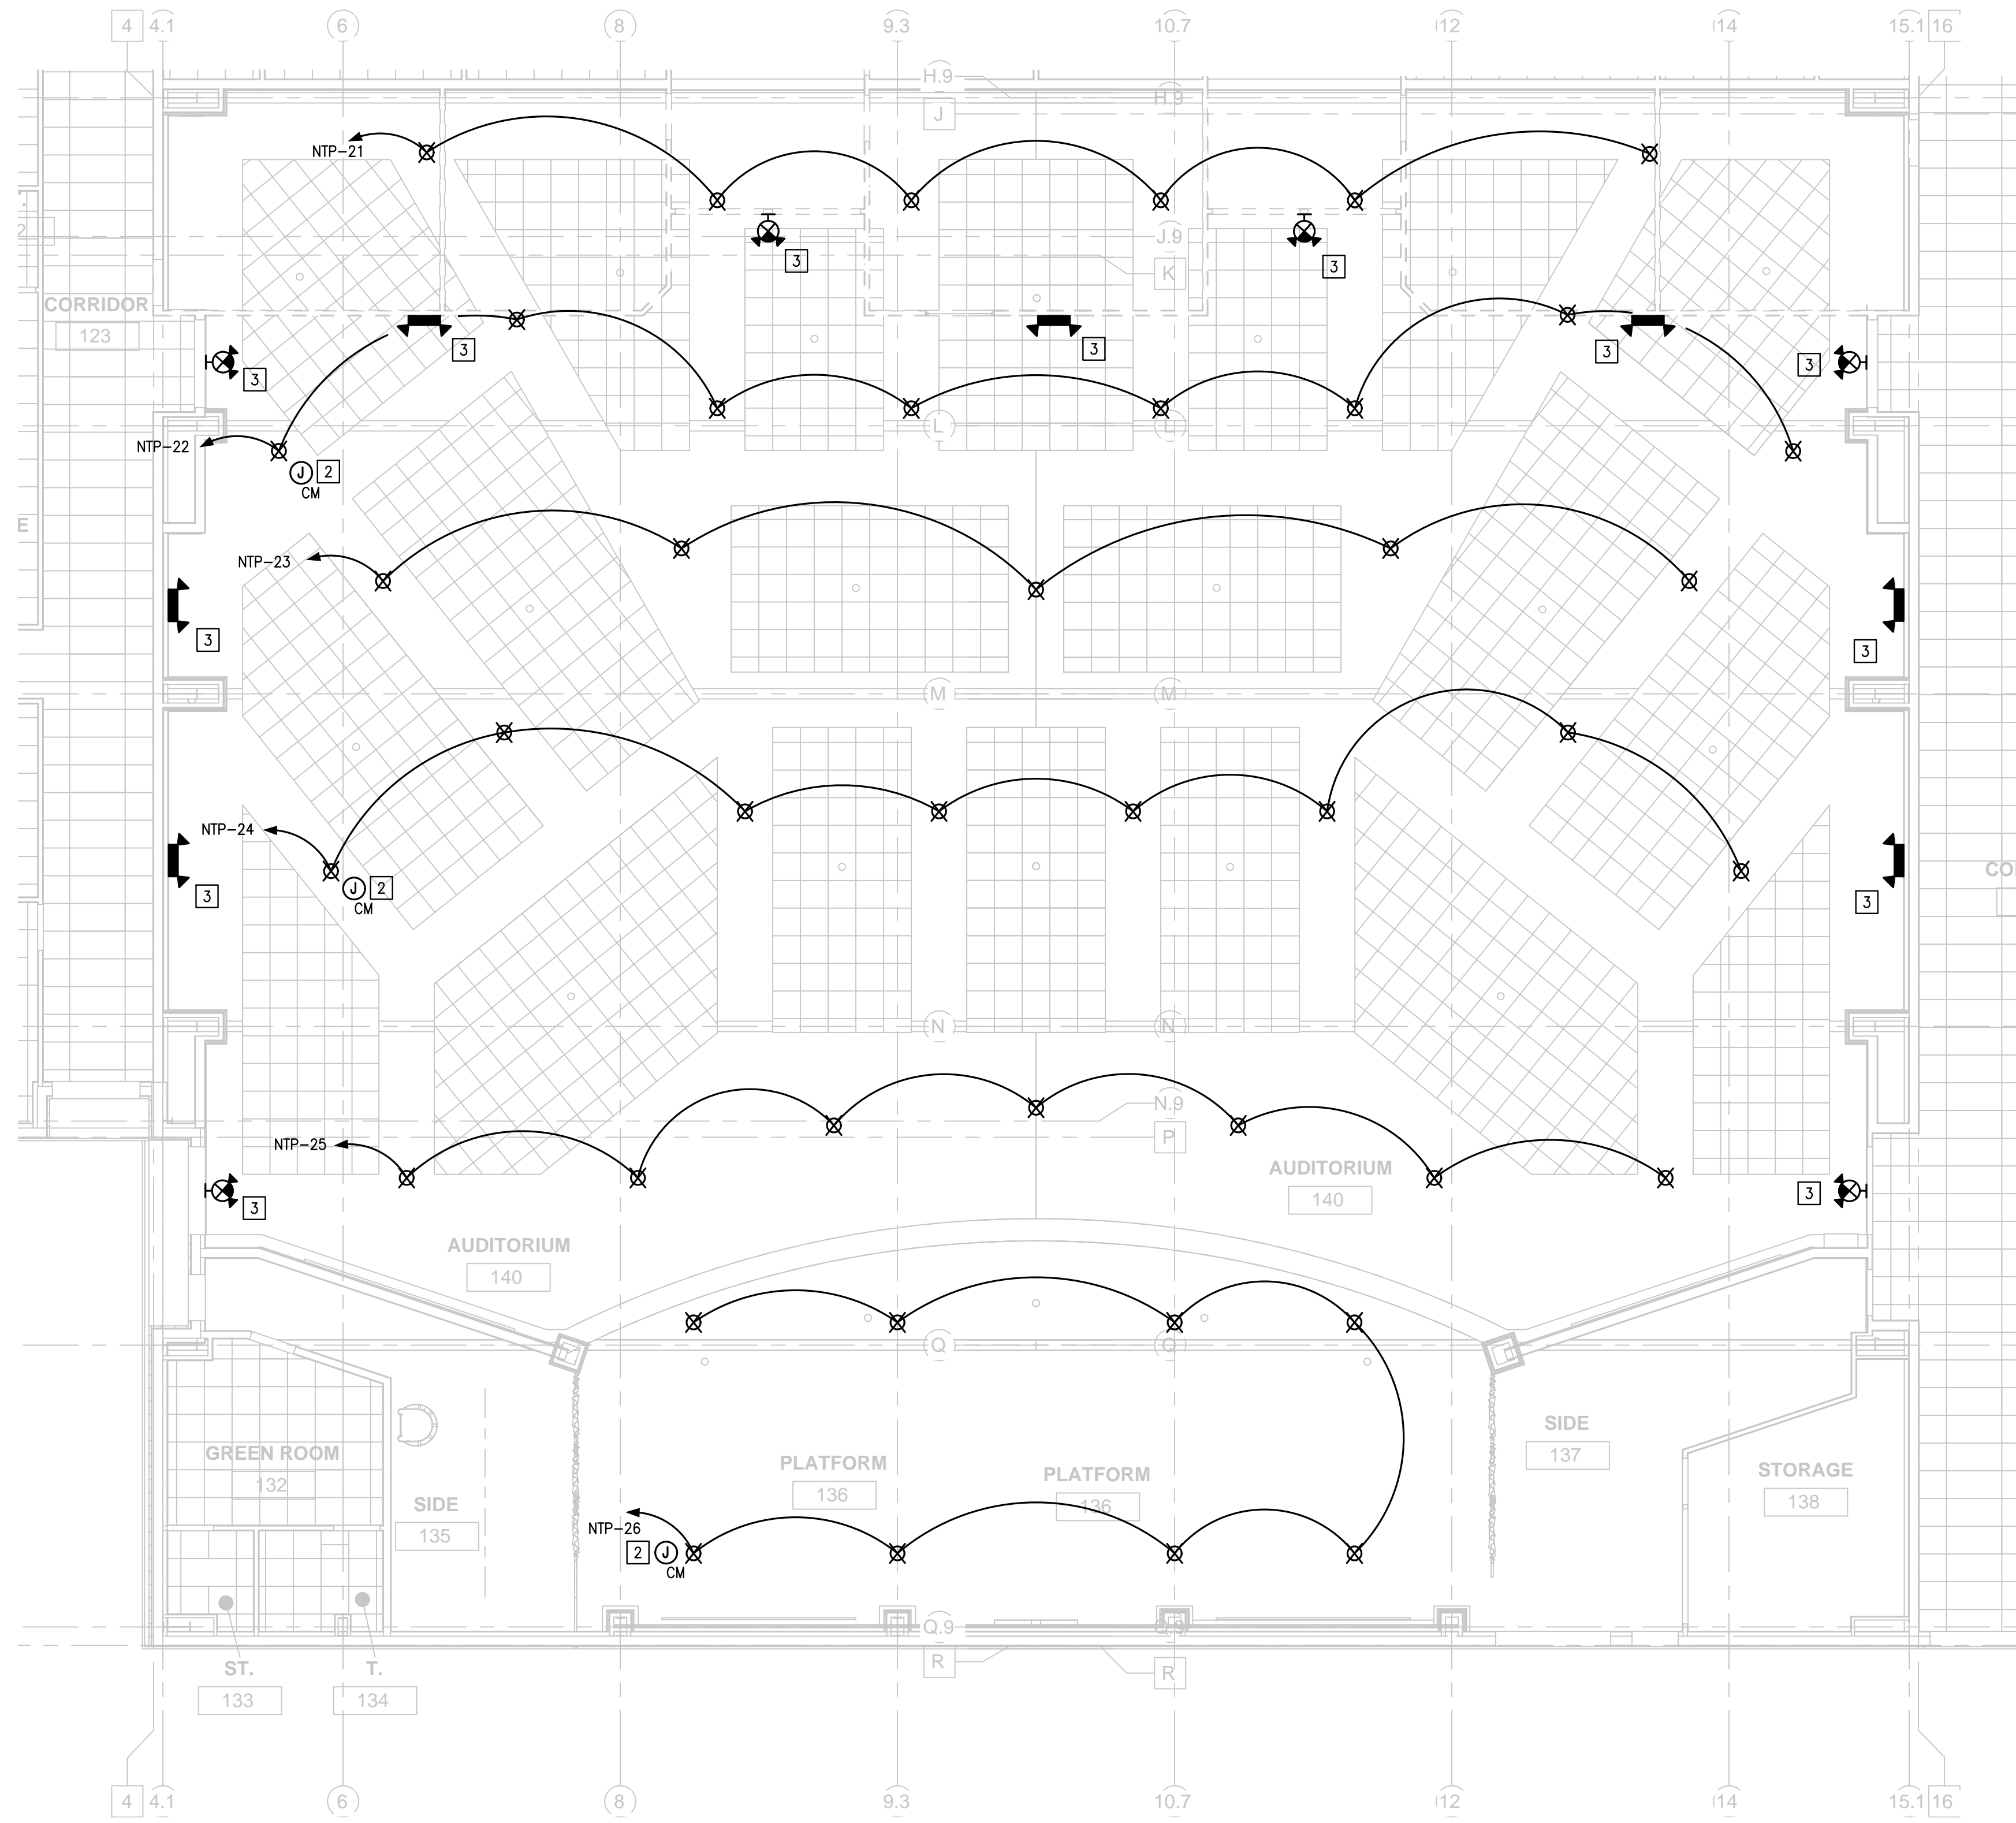 4 4.1 6 8 9.3 10.7 12 14 15.1 16
H.9
H.9
J
NTP-21
J.9
3
3
K
CORRIDOR
123
3
3
3
3
3
L L
NTP-22
J 2
CM
E
NTP-23
3
3
M M
NTP-24
J 2
CM
3
3
N N
N.9
P
NTP-25
AUDITORIUM
140
3
3
AUDITORIUM
140
Q Q
SIDE
137
GREEN ROOM
132
PLATFORM
136
PLATFORM
136
STORAGE
138
SIDE
135
NTP-26
2 J
CM
Q.9 Q.9
R R
ST.
133
T.
134
4 4.1 6 8 9.3 10.7 12 14 15.1 16